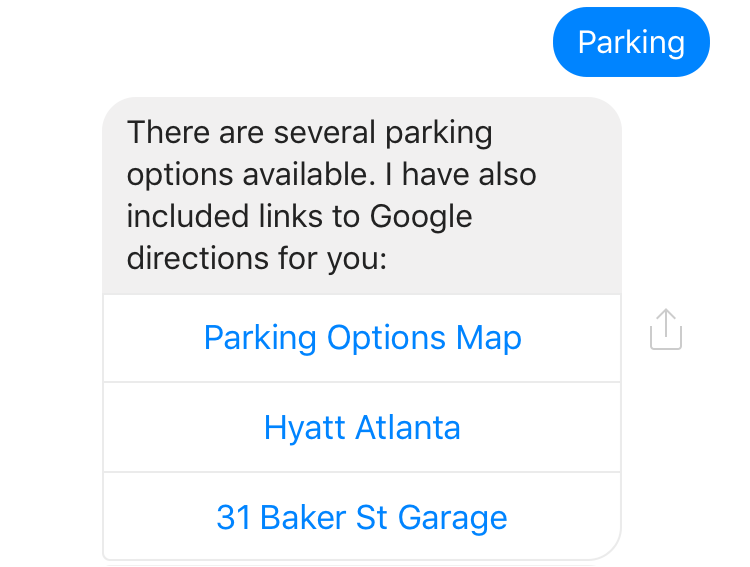 Parking
There are several parking
options available. I have also
included links to Google
directions for you:
Parking Options Map
Hyatt Atlanta
31 Baker St Garage